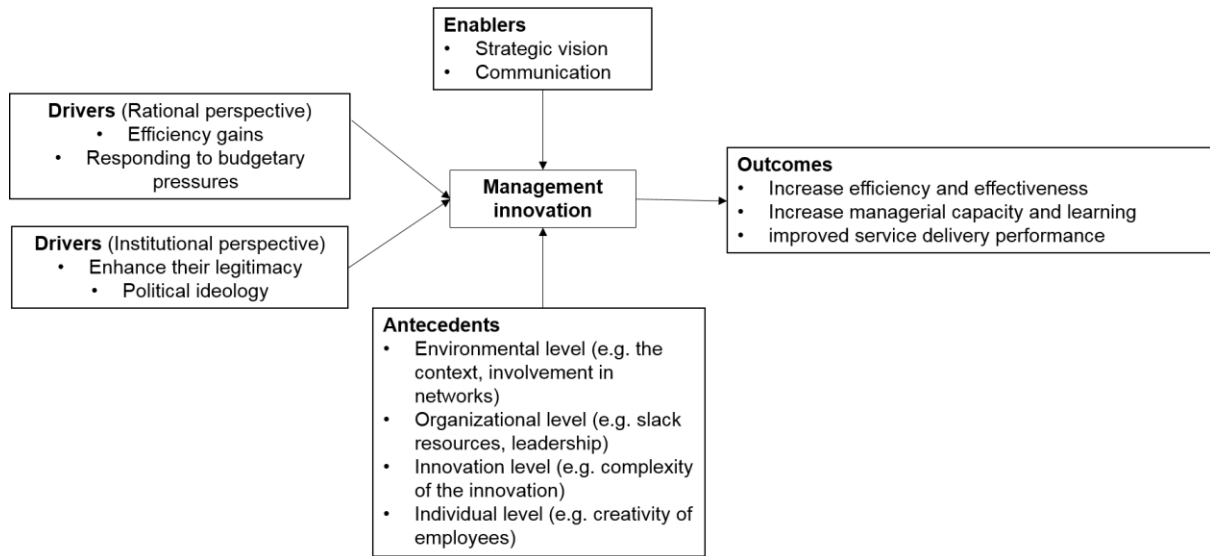 Enablers
• Strategic vision
• Communication
Drivers (Rational perspective)
• Efficiency gains
• Responding to budgetary
pressures
Management
innovation
Outcomes
• Increase efficiency and effectiveness
• Increase managerial capacity and learning
• improved service delivery performance
Drivers (Institutional perspective)
• Enhance their legitimacy
• Political ideology
Antecedents
• Environmental level (e.g. the
context, involvement in
networks)
• Organizational level (e.g. slack
resources, leadership)
• Innovation level (e.g. complexity
of the innovation)
• Individual level (e.g. creativity of
employees)